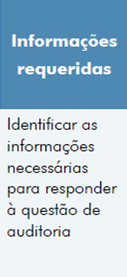 Informações
requeridas
Identificar as
informações
necessárias
para responder
à questão de
auditoria